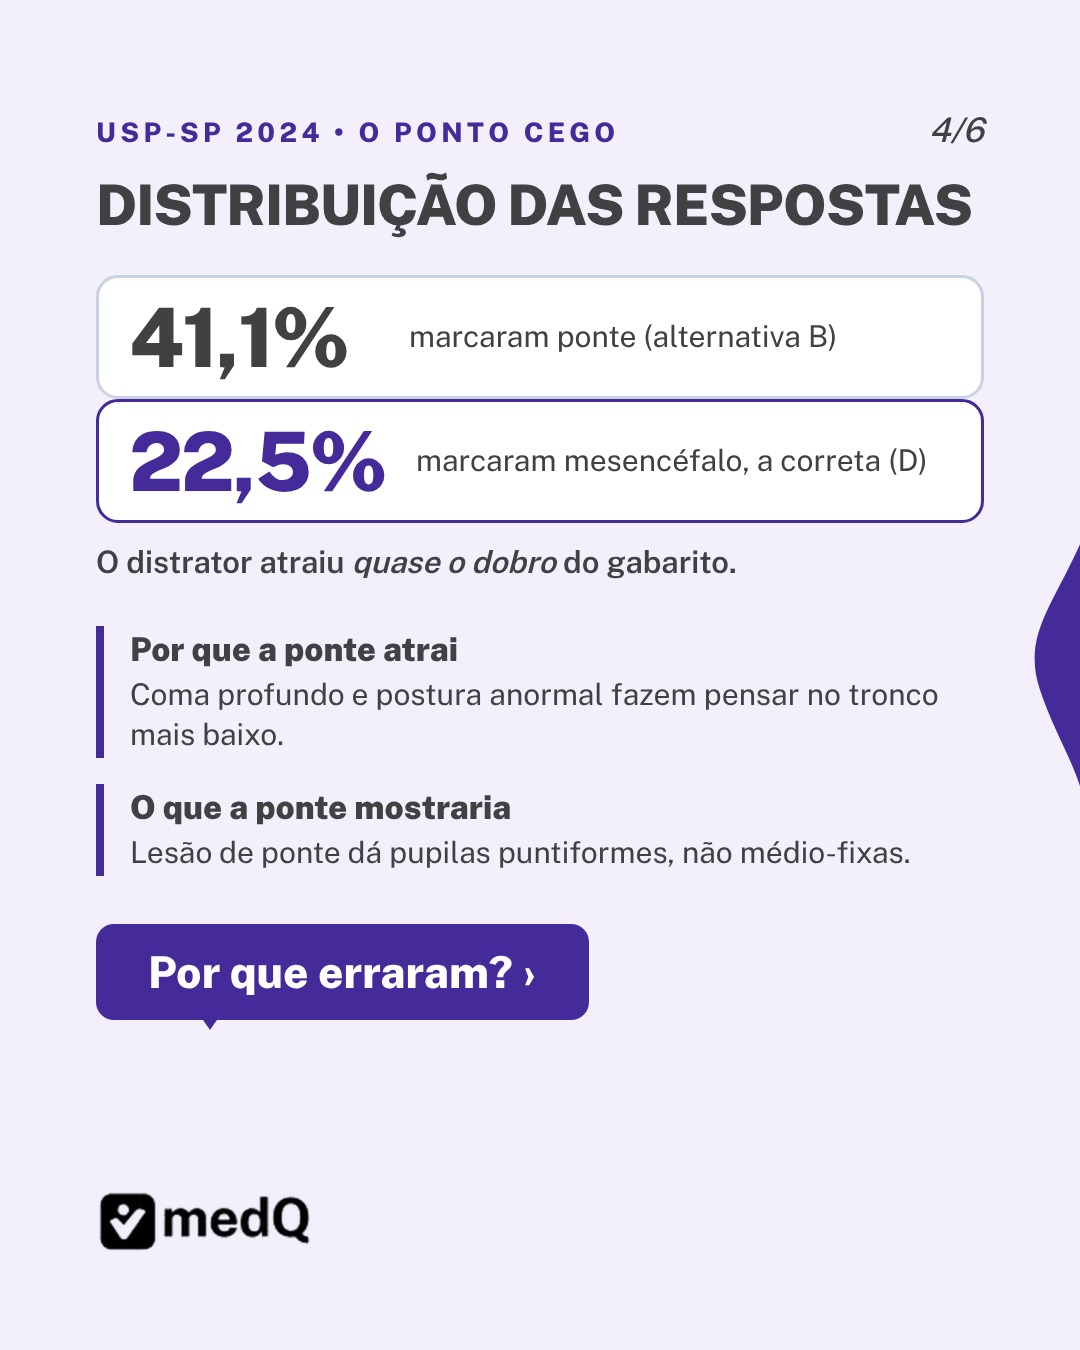 USP-SP 2024 • O PONTO CEGO
4/6
DISTRIBUIÇÃO DAS RESPOSTAS
41,1% marcaram ponte (alternativa B)
22,5% marcaram mesencéfalo, a correta (D)
O distrator atraiu quase o dobro do gabarito.
Por que a ponte atrai
Coma profundo e postura anormal fazem pensar no tronco
mais baixo.
O que a ponte mostraria
Lesão de ponte dá pupilas puntiformes, não médio-fixas.
Por que erraram? ›
medQ